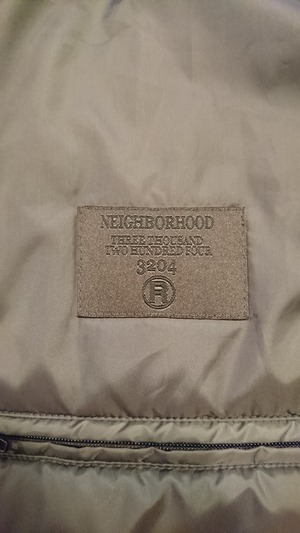 NEIGHBORHOOD
THREE THOUSAND
TWO HUNDRED FOUR
3204
R